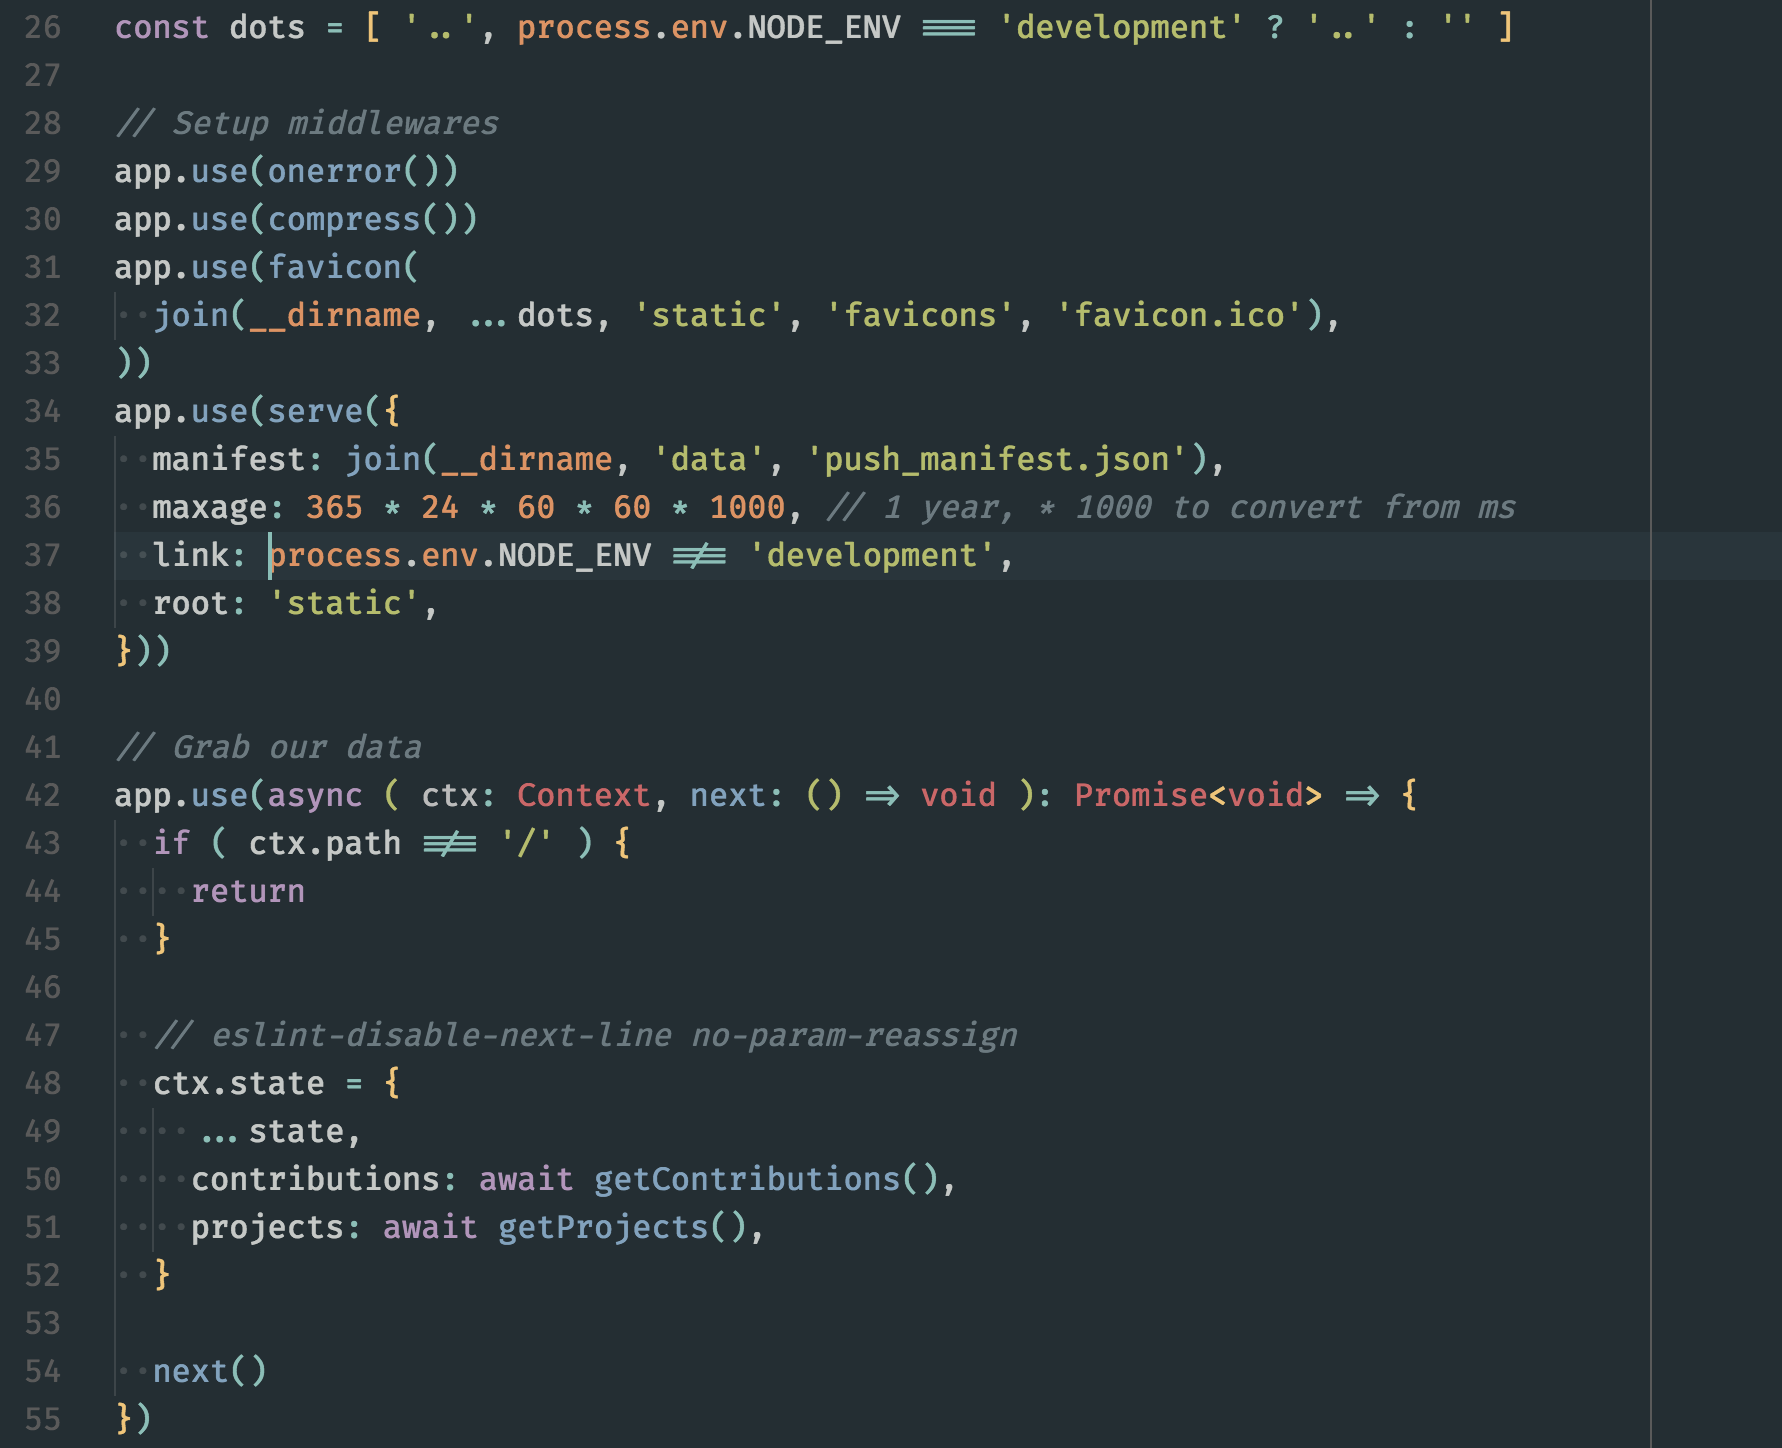 26 const dots = [ '..', process.env.NODE_ENV === 'development' ? '..' : '' ]
27
28 // Setup middlewares
29 app.use(onerror())
30 app.use(compress())
31 app.use(favicon(
32 ··join(__dirname, ...dots, 'static', 'favicons', 'favicon.ico'),
33 ))
34 app.use(serve({
35 ··manifest: join(__dirname, 'data', 'push_manifest.json'),
36 ··maxage: 365 * 24 * 60 * 60 * 1000, // 1 year, * 1000 to convert from ms
37 ··link: process.env.NODE_ENV !== 'development',
38 ··root: 'static',
39 }))
40
41 // Grab our data
42 app.use(async ( ctx: Context, next: () => void ): Promise<void> => {
43 ··if ( ctx.path !== '/' ) {
44 ····return
45 ··}
46
47 ··// eslint-disable-next-line no-param-reassign
48 ··ctx.state = {
49 ····...state,
50 ····contributions: await getContributions(),
51 ····projects: await getProjects(),
52 ··}
53
54 ··next()
55 })